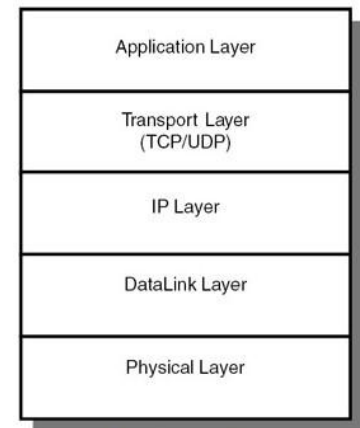 Application Layer
Transport Layer
(TCP/UDP)
IP Layer
DataLink Layer
Physical Layer